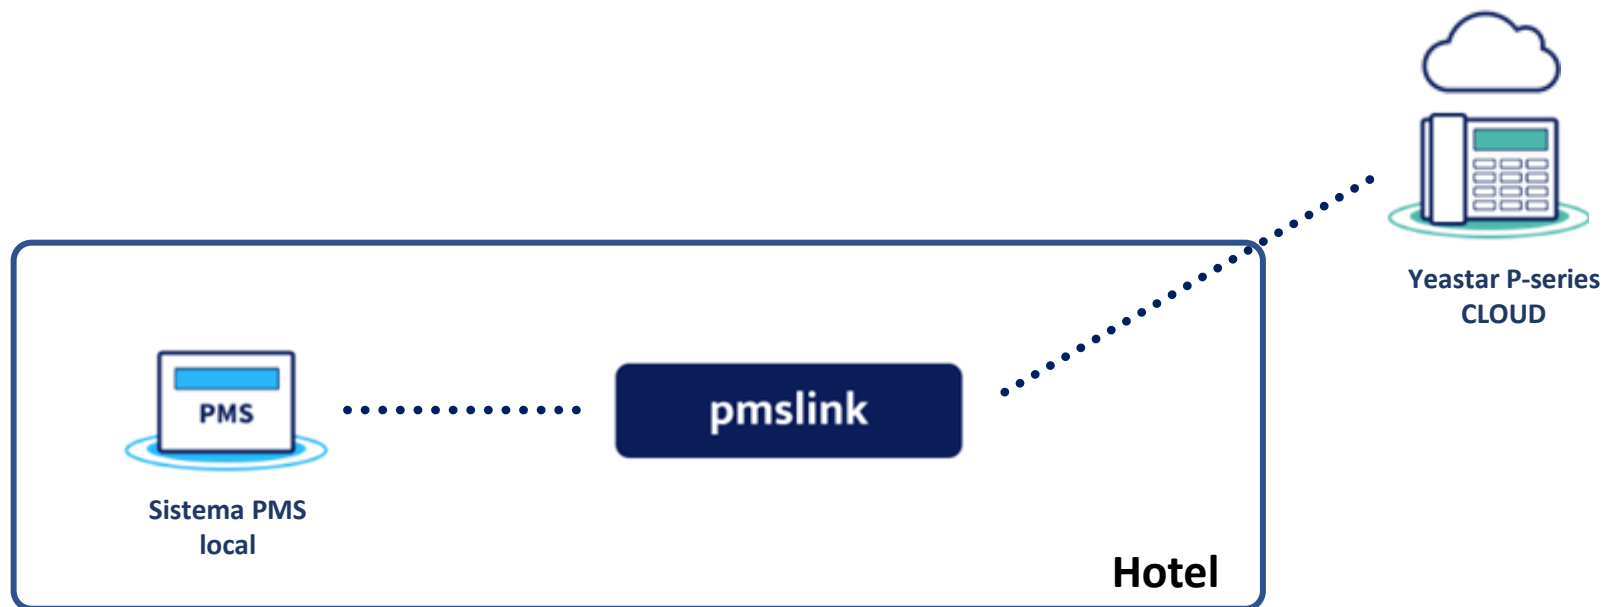 Yeastar P-series
CLOUD
PMS
pmslink
Sistema PMS
local
Hotel